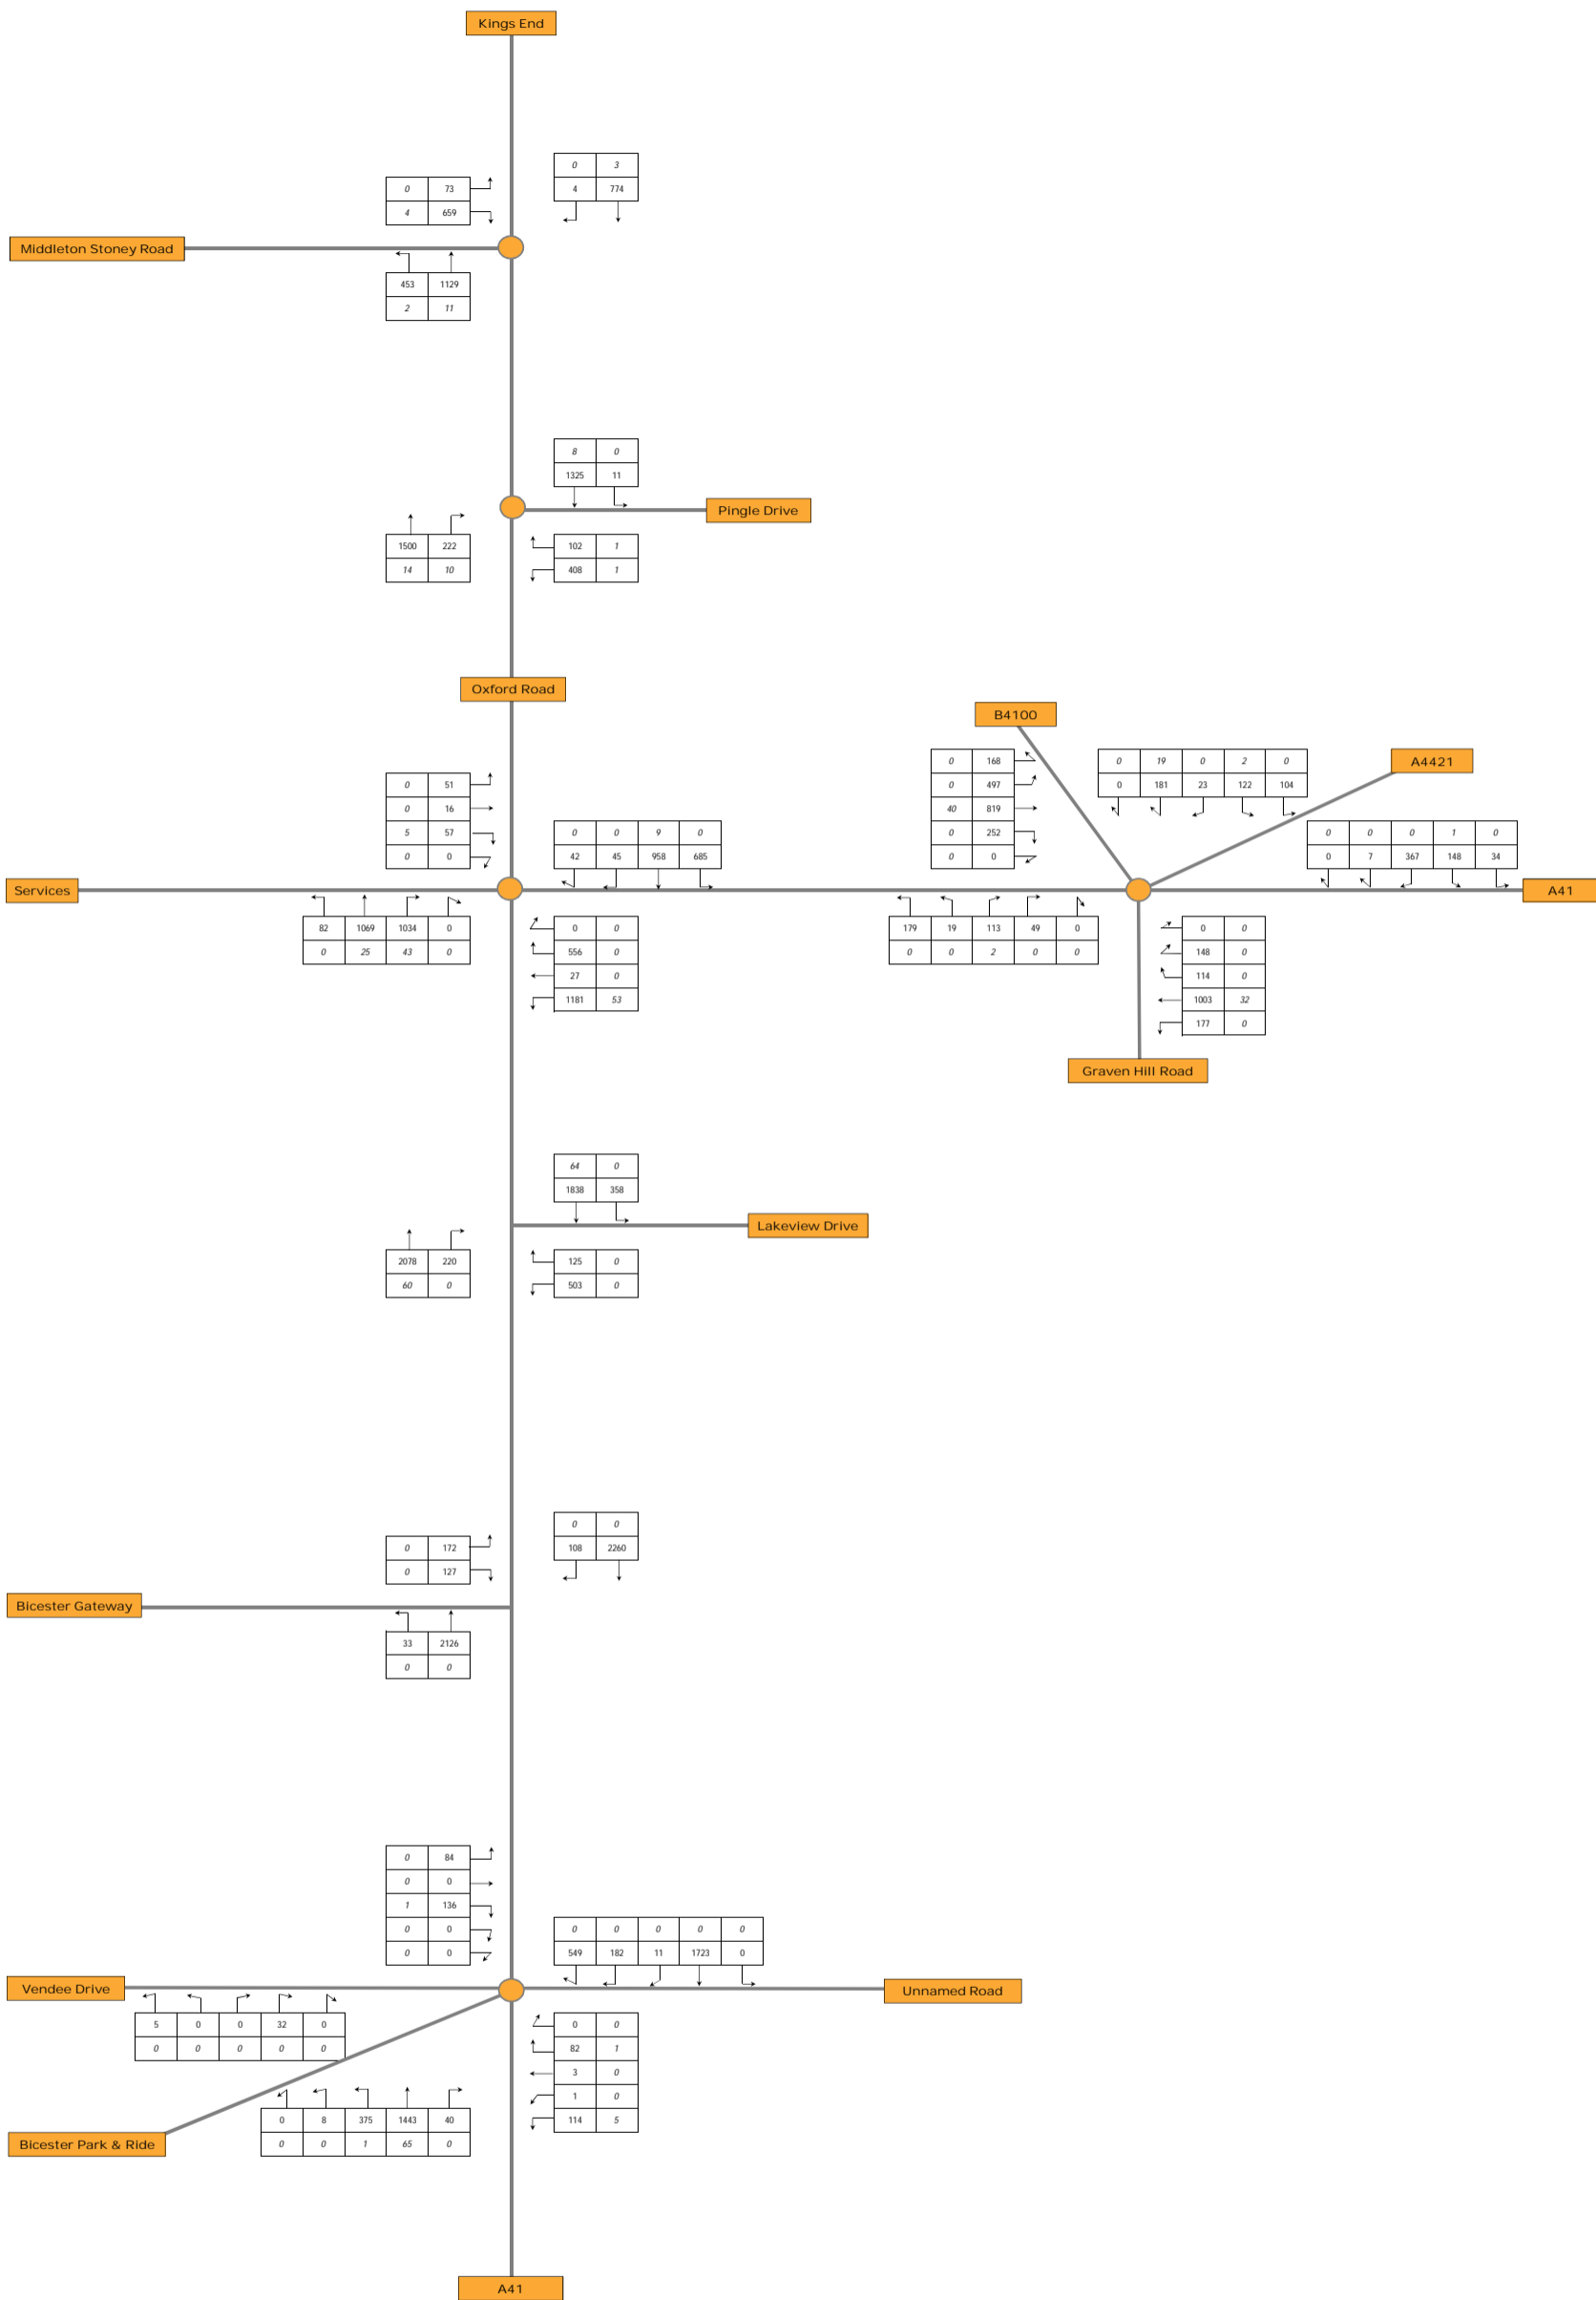 Kings End
0 3
4 774
0 73
4 659
Middleton Stoney Road
453 1129
2 11
8 0
1325 11
Pingle Drive
1500 222
14 10
102 1
408 1
Oxford Road
B4100
A4421
0 51
0 16
5 57
0 0
0 0 9 0
42 45 958 685
0 168
0 497
40 819
0 252
0 0
0 19 0 2 0
0 181 23 122 104
0 0 0 1 0
0 7 367 148 34
Services
A41
82 1069 1034 0
0 25 43 0
0 0
556 0
27 0
1181 53
179 19 113 49 0
0 0 2 0 0
0 0
148 0
114 0
1003 32
177 0
Graven Hill Road
64 0
1838 358
Lakeview Drive
2078 220
60 0
125 0
503 0
0 0
108 2260
0 172
0 127
Bicester Gateway
33 2126
0 0
0 84
0 0
1 136
0 0
0 0
0 0 0 0 0
549 182 11 1723 0
Vendee Drive
Unnamed Road
5 0 0 32 0
0 0 0 0 0
0 0
82 1
3 0
1 0
114 5
0 8 375 1443 40
0 0 1 65 0
Bicester Park & Ride
A41